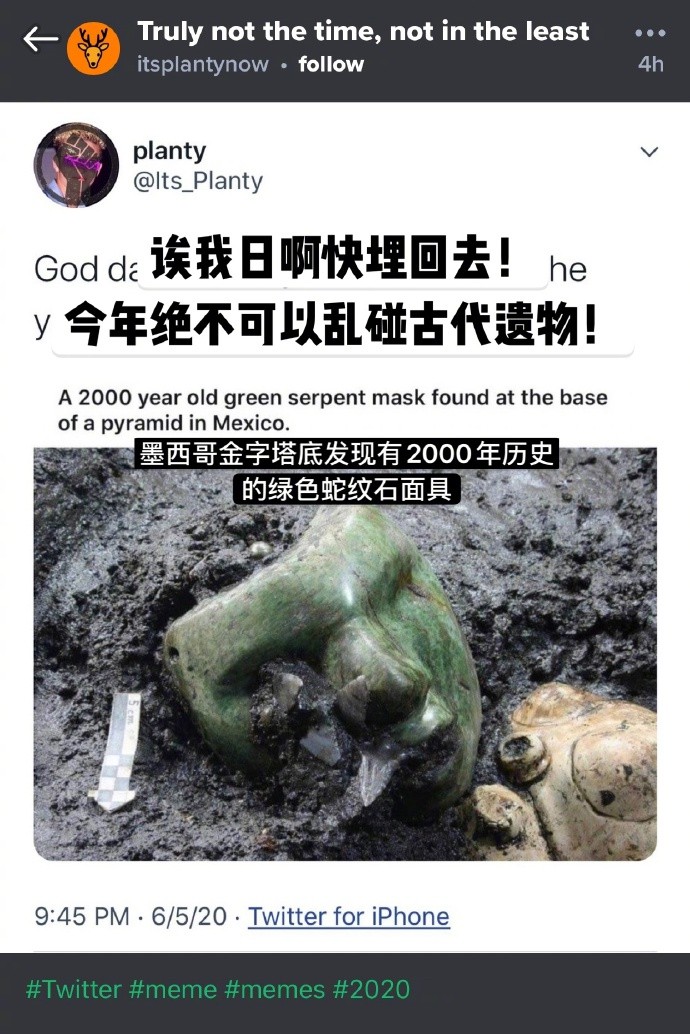 Truly not the time, not in the least
itsplantynow • follow
4h
planty
@Its_Planty
God
诶我日啊快埋回去！
he
y
今年绝不可以乱碰古代遗物！
A 2000 year old green serpent mask found at the base
of a pyramid in Mexico.
墨西哥金字塔底发现有2000年历史
的绿色蛇纹石面具
9:45 PM · 6/5/20 · Twitter for iPhone
#Twitter #meme #memes #2020